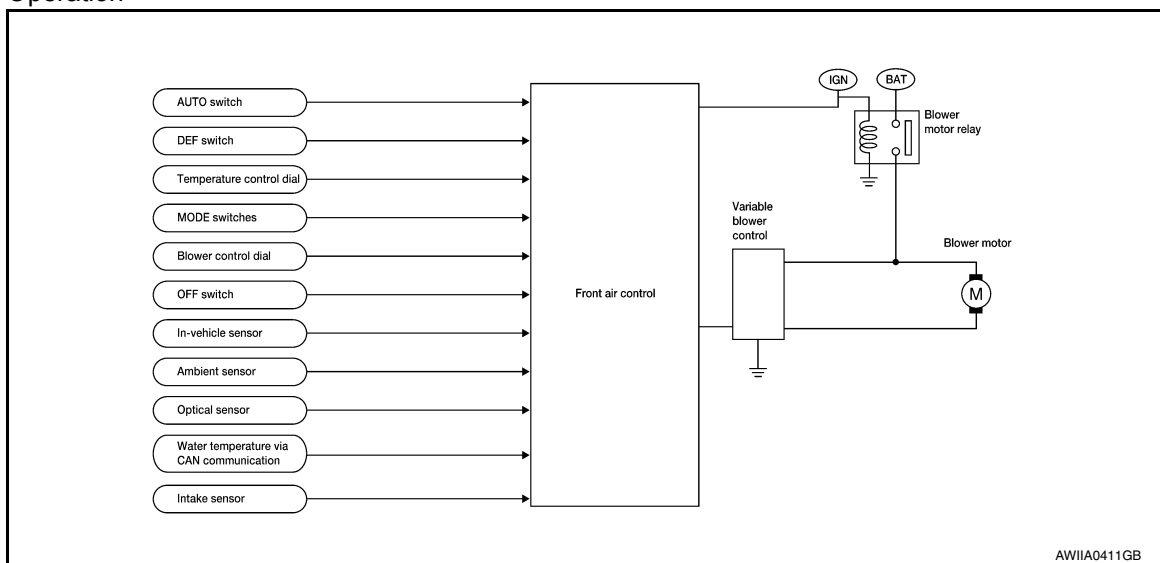 Operation
IGN
BAT
AUTO switch
Blower
motor relay
DEF switch
Temperature control dial
Variable
blower
control
MODE switches
Blower motor
Blower control dial
OFF switch
Front air control
M
In-vehicle sensor
Ambient sensor
Optical sensor
Water temperature via
CAN communication
Intake sensor
AWIIA0411GB